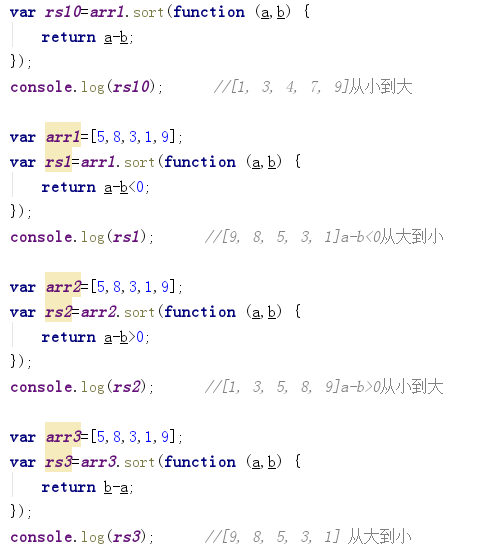 var rs10=arr1.sort(function (a,b) {
    return a-b;
});
console.log(rs10);      //[1, 3, 4, 7, 9]从小到大
var arr1=[5,8,3,1,9];
var rs1=arr1.sort(function (a,b) {
    return a-b<0;
});
console.log(rs1);      //[9, 8, 5, 3, 1]a-b<0从大到小
var arr2=[5,8,3,1,9];
var rs2=arr2.sort(function (a,b) {
    return a-b>0;
});
console.log(rs2);      //[1, 3, 5, 8, 9]a-b>0从小到大
var arr3=[5,8,3,1,9];
var rs3=arr3.sort(function (a,b) {
    return b-a;
});
console.log(rs3);      //[9, 8, 5, 3, 1] 从大到小